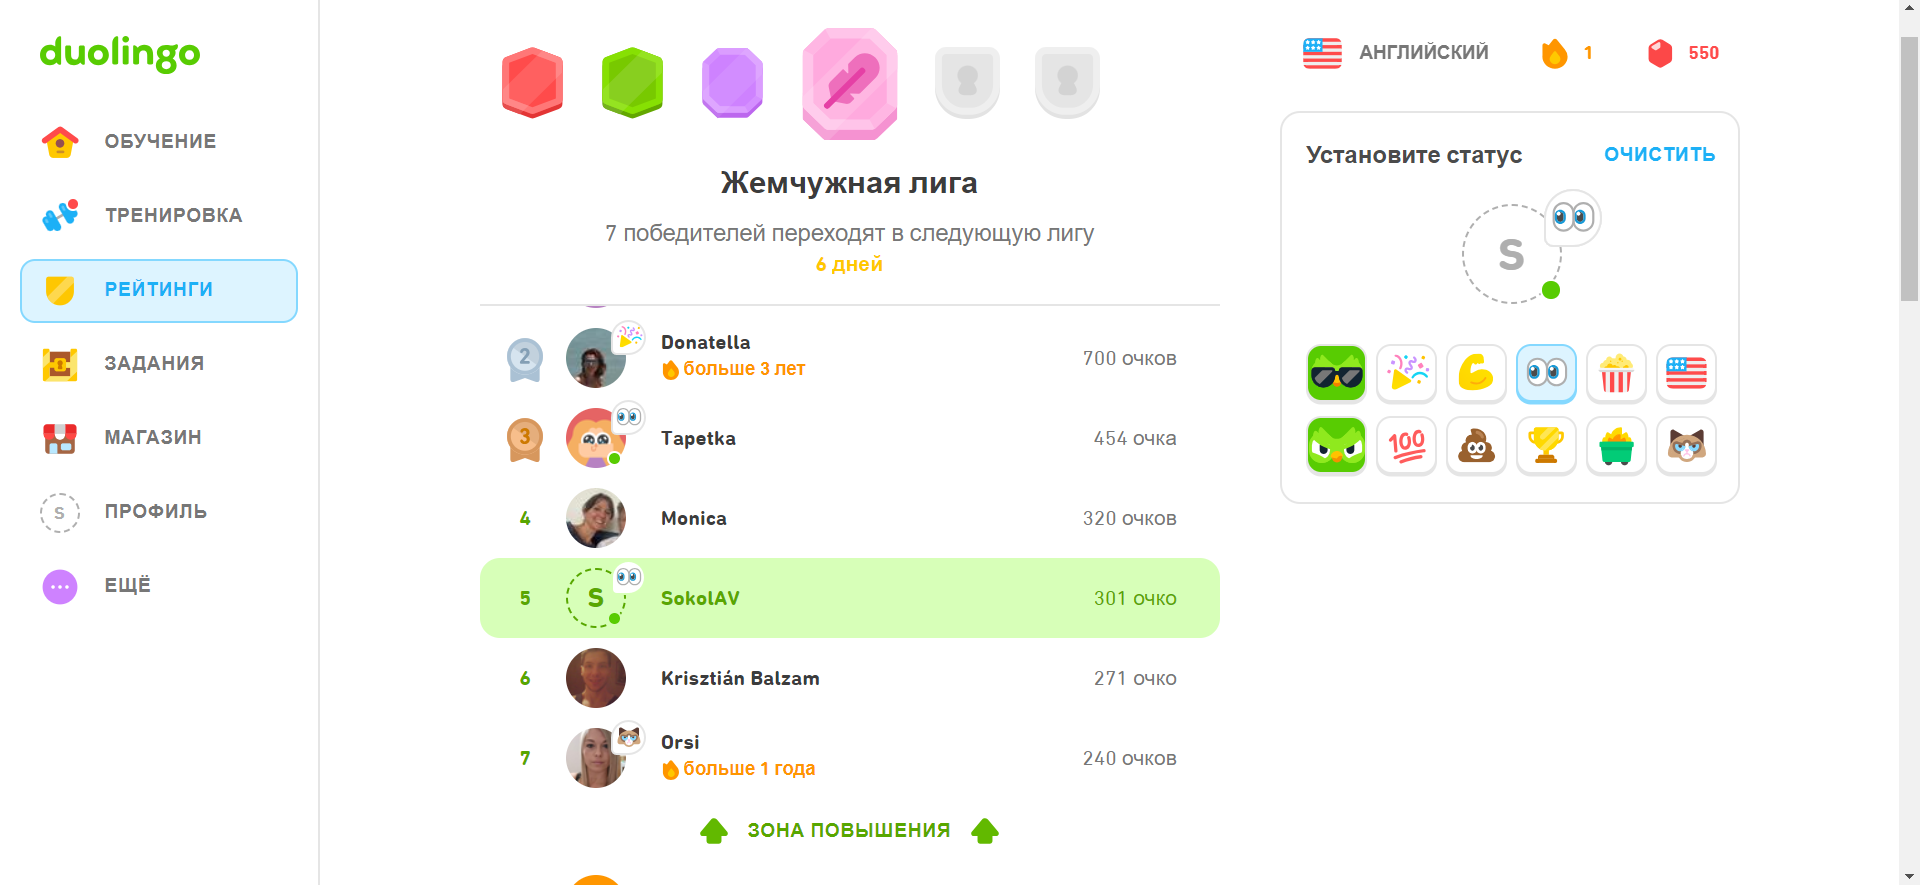 duolingo
ОБУЧЕНИЕ
ТРЕНИРОВКА
РЕЙТИНГИ
ЗАДАНИЯ
МАГАЗИН
S
ПРОФИЛЬ
ЕЩЁ
Жемчужная лига
7 победителей переходят в следующую лигу
6 дней
2
Donatella
больше 3 лет
700 очков
3
Tapetka
454 очка
4
Monica
320 очков
5
S
SokolAV
301 очко
6
Krisztián Balzam
271 очко
7
Orsi
больше 1 года
240 очков
ЗОНА ПОВЫШЕНИЯ
АНГЛИЙСКИЙ
1
550
Установите статус
ОЧИСТИТЬ
S
100